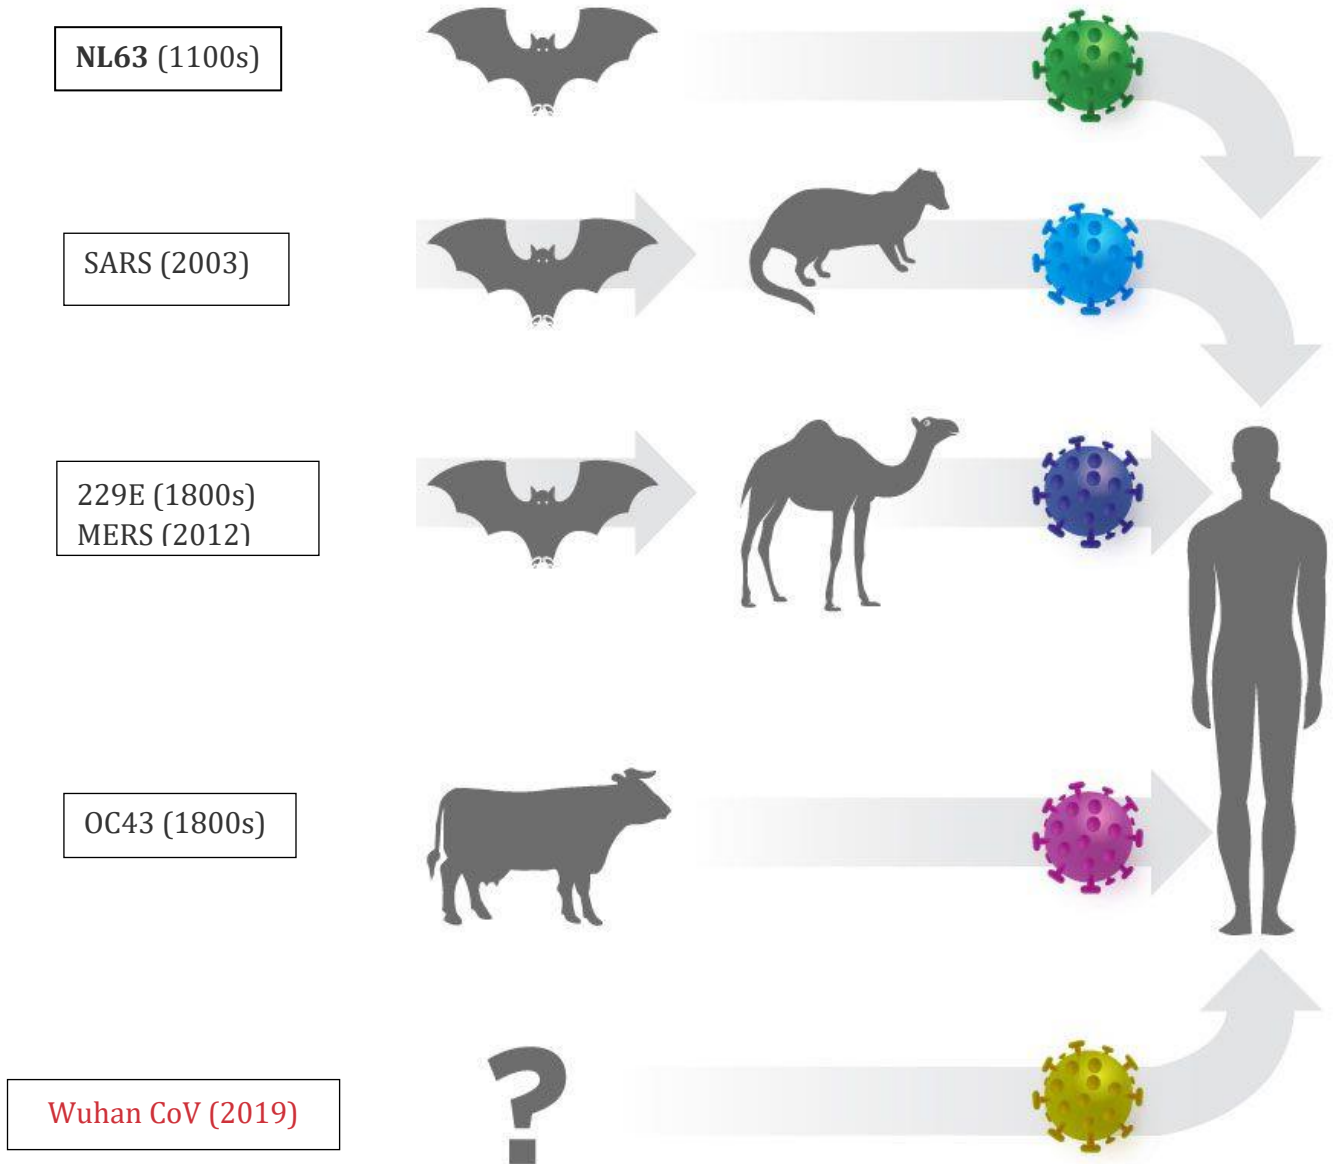 NL63 (1100s)
SARS (2003)
229E (1800s)
MERS (2012)
OC43 (1800s)
?
Wuhan CoV (2019)